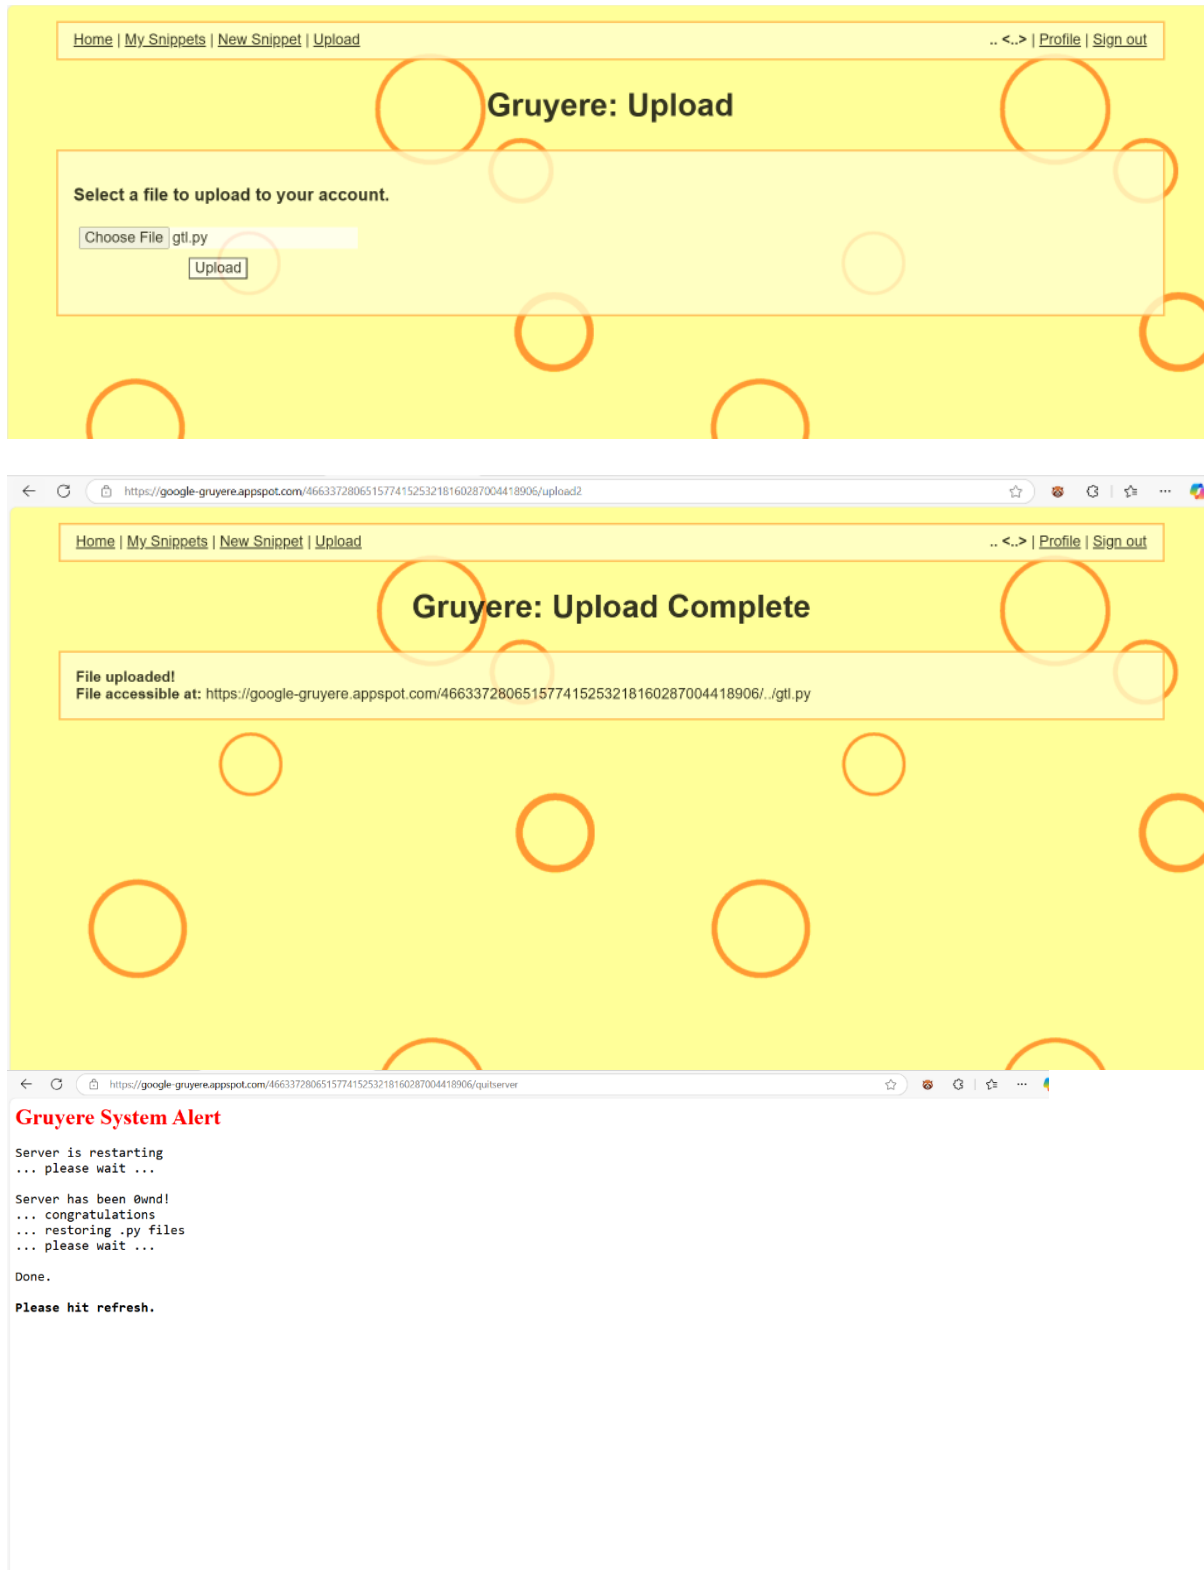 Home | My Snippets | New Snippet | Upload
.. <..> | Profile | Sign out
Gruyere: Upload
Select a file to upload to your account.
Choose File gtl.py
Upload
https://google-gruyere.appspot.com/466337280651577415253218160287004418906/upload2
Home | My Snippets | New Snippet | Upload
.. <..> | Profile | Sign out
Gruyere: Upload Complete
File uploaded!
File accessible at: https://google-gruyere.appspot.com/466337280651577415253218160287004418906/../gtl.py
https://google-gruyere.appspot.com/466337280651577415253218160287004418906/quitserver
Gruyere System Alert
Server is restarting
... please wait ...
Server has been 0wnd!
... congratulations
... restoring .py files
... please wait ...
Done.
Please hit refresh.